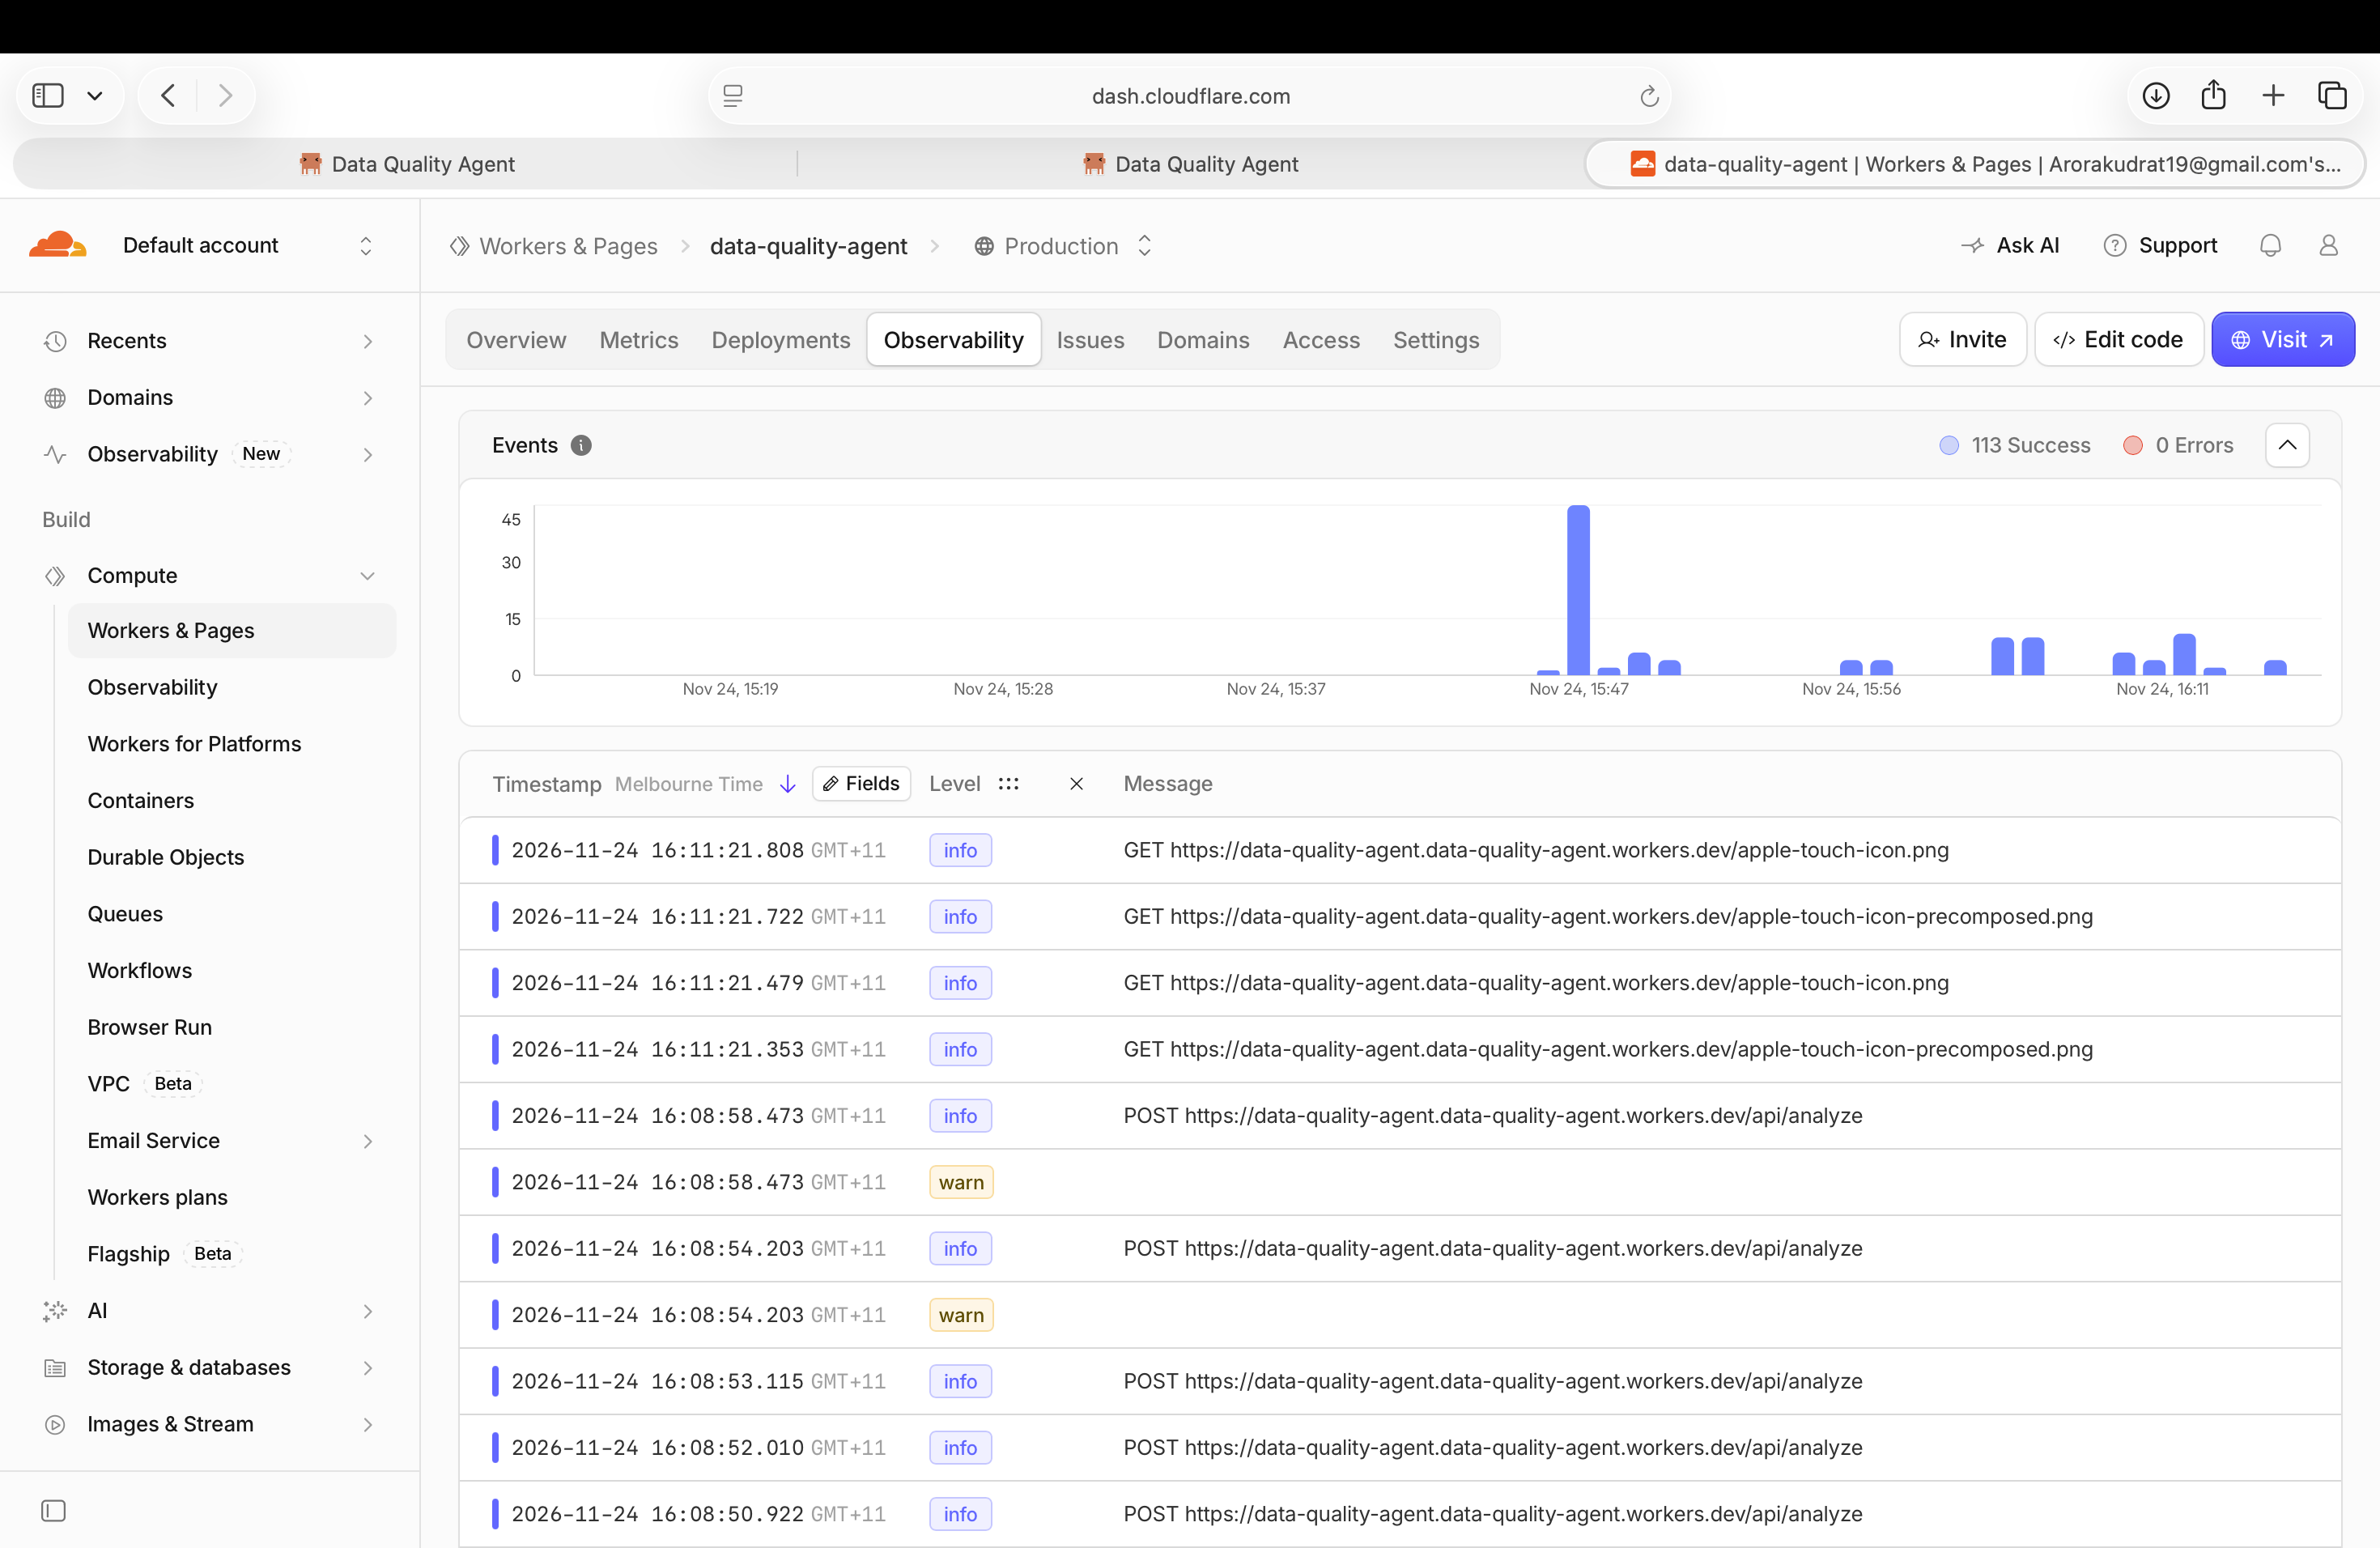 dash.cloudflare.com
Data Quality Agent
Data Quality Agent
data-quality-agent | Workers & Pages | Arorakudrat19@gmail.com's...
Default account
Workers & Pages
data-quality-agent
Production
Ask AI
Support
Recents
Domains
Observability New
Build
Compute
Workers & Pages
Observability
Workers for Platforms
Containers
Durable Objects
Queues
Workflows
Browser Run
VPC Beta
Email Service
Workers plans
Flagship Beta
AI
Storage & databases
Images & Stream
Overview Metrics Deployments Observability Issues Domains Access Settings
Invite
</> Edit code
Visit
Events
113 Success
0 Errors
45
30
15
0
Nov 24, 15:19
Nov 24, 15:28
Nov 24, 15:37
Nov 24, 15:47
Nov 24, 15:56
Nov 24, 16:11
Timestamp Melbourne Time Fields Level Message
2026-11-24 16:11:21.808 GMT+11 info GET https://data-quality-agent.data-quality-agent.workers.dev/apple-touch-icon.png
2026-11-24 16:11:21.722 GMT+11 info GET https://data-quality-agent.data-quality-agent.workers.dev/apple-touch-icon-precomposed.png
2026-11-24 16:11:21.479 GMT+11 info GET https://data-quality-agent.data-quality-agent.workers.dev/apple-touch-icon.png
2026-11-24 16:11:21.353 GMT+11 info GET https://data-quality-agent.data-quality-agent.workers.dev/apple-touch-icon-precomposed.png
2026-11-24 16:08:58.473 GMT+11 info POST https://data-quality-agent.data-quality-agent.workers.dev/api/analyze
2026-11-24 16:08:58.473 GMT+11 warn
2026-11-24 16:08:54.203 GMT+11 info POST https://data-quality-agent.data-quality-agent.workers.dev/api/analyze
2026-11-24 16:08:54.203 GMT+11 warn
2026-11-24 16:08:53.115 GMT+11 info POST https://data-quality-agent.data-quality-agent.workers.dev/api/analyze
2026-11-24 16:08:52.010 GMT+11 info POST https://data-quality-agent.data-quality-agent.workers.dev/api/analyze
2026-11-24 16:08:50.922 GMT+11 info POST https://data-quality-agent.data-quality-agent.workers.dev/api/analyze